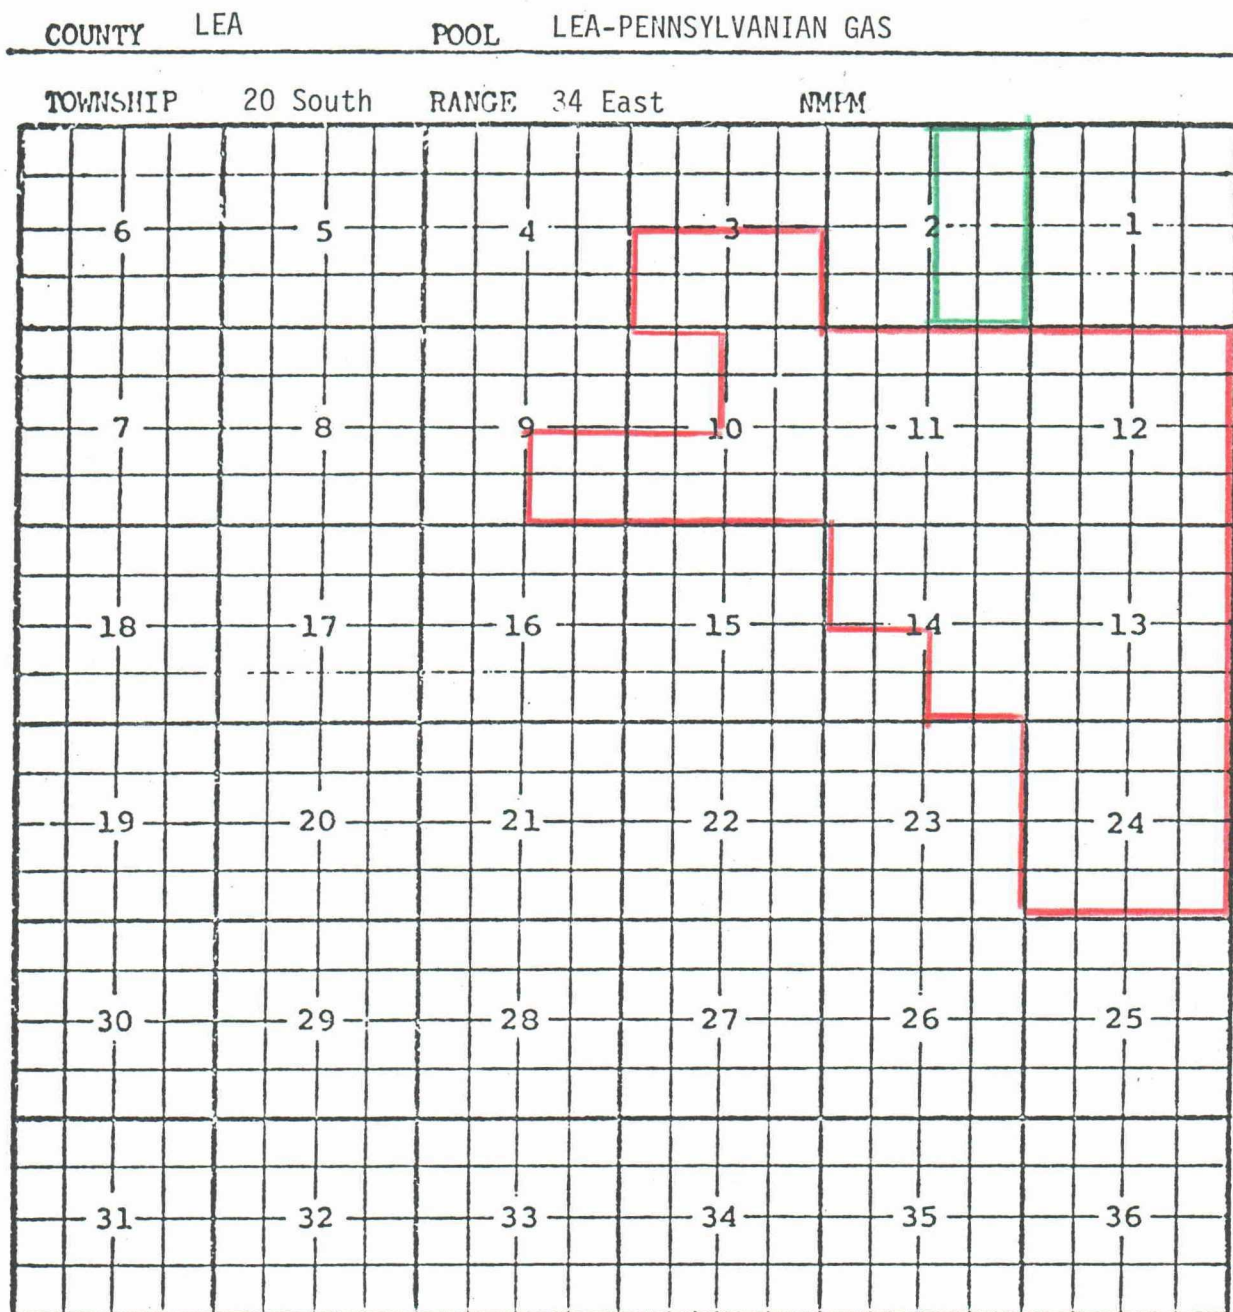 COUNTY LEA POOL LEA-PENNSYLVANIAN GAS
TOWNSHIP 20 South RANGE 34 East NMPM
6 5 4 3 2 1
7 8 9 10 11 12
18 17 16 15 14 13
19 20 21 22 23 24
30 29 28 27 26 25
31 32 33 34 35 36